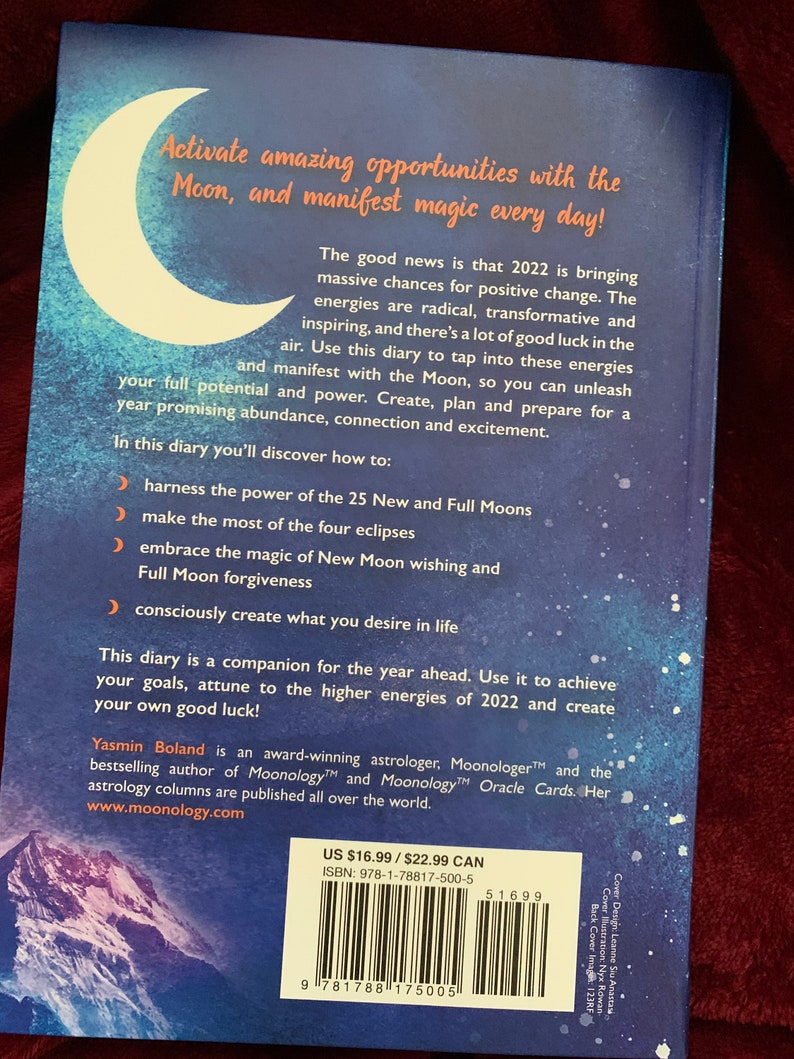 Activate amazing opportunities with the
Moon, and manifest magic every day!
The good news is that 2022 is bringing
massive chances for positive change. The
energies are radical, transformative and
inspiring, and there's a lot of good luck in the
air. Use this diary to tap into these energies
and manifest with the Moon, so you can unleash
your full potential and power. Create, plan and prepare for a
year promising abundance, connection and excitement.
In this diary you'll discover how to:
harness the power of the 25 New and Full Moons
make the most of the four eclipses
embrace the magic of New Moon wishing and
Full Moon forgiveness
consciously create what you desire in life
This diary is a companion for the year ahead. Use it to achieve
your goals, attune to the higher energies of 2022 and create
your own good luck!
Yasmin Boland is an award-winning astrologer, Moonologer™ and the
bestselling author of Moonology™ and Moonology™ Oracle Cards. Her
astrology columns are published all over the world.
www.moonology.com
US $16.99 / $22.99 CAN
ISBN: 978-1-78817-500-5
51699
9 781788 175005
Cover Design: Leanne Siu Anastasi
Cover Illustration: Nyx Rowan
Back Cover Images: 123RF